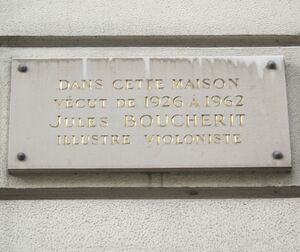 DANS CETTE MAISON
VÉCUT DE 1926 À 1962
JULES BOUCHERIT
ILLUSTRE VIOLONISTE